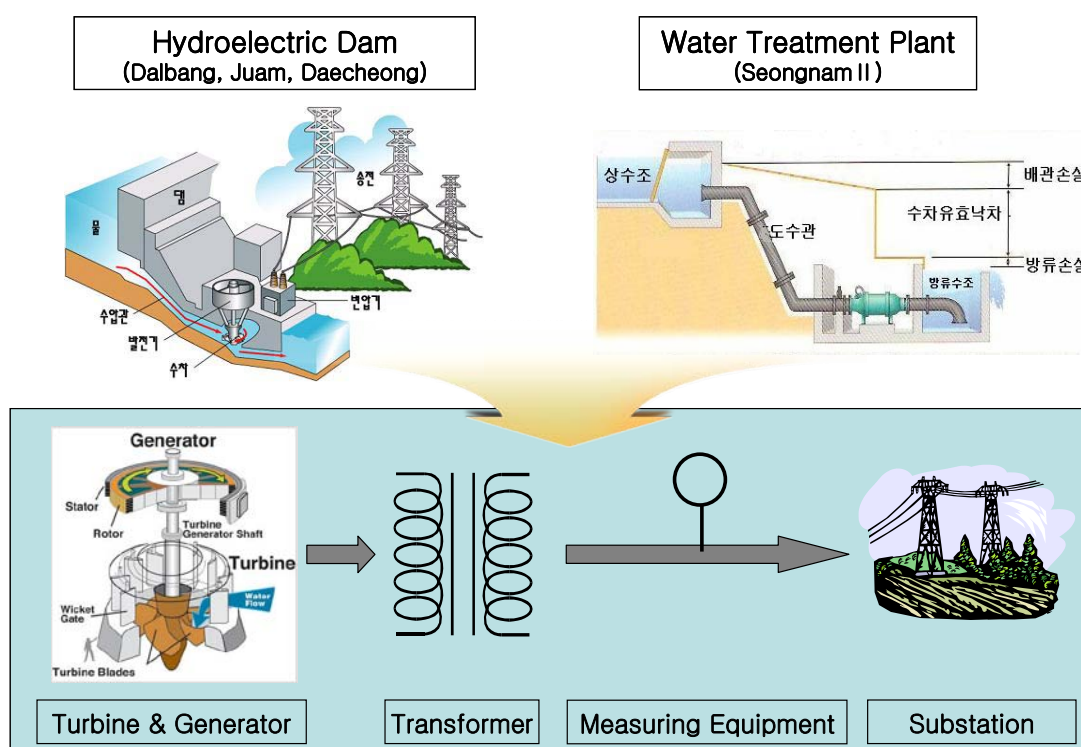 Hydroelectric Dam
(Dalbang, Juam, Daecheong)
Water Treatment Plant
(SeongnamⅡ)
물
댐
송전
수압관
발전기
수차
변압기
상수조
도수관
배관손실
수차유효낙차
방류손실
방류수조
Generator
Stator
Rotor
Turbine
Generator Shaft
Turbine
Water
Flow
Wicket
Gate
Turbine Blades
Turbine & Generator
Transformer
Measuring Equipment
Substation